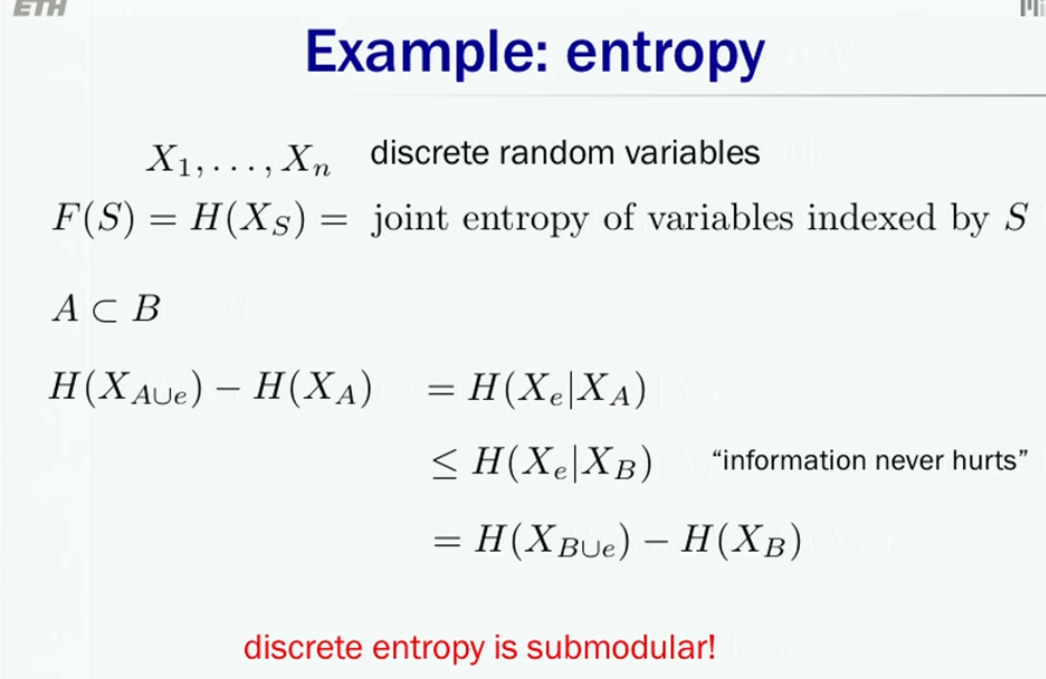 ETH
Example: entropy
X_1, . . . , X_n discrete random variables
F(S) = H(X_S) = joint entropy of variables indexed by S
A ⊂ B
H(X_{A∪e}) − H(X_A) = H(X_e|X_A)
≤ H(X_e|X_B) “information never hurts”
= H(X_{B∪e}) − H(X_B)
discrete entropy is submodular!